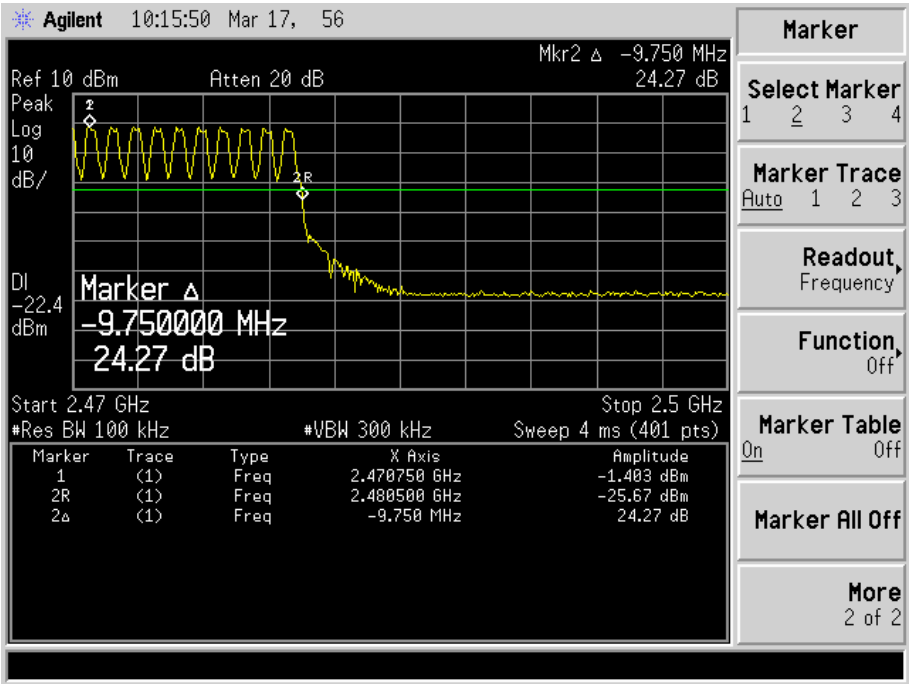 Agilent 10:15:50 Mar 17, 56
Mkr2 Δ -9.750 MHz
Ref 10 dBm Atten 20 dB 24.27 dB
Peak
Log
10
dB/
2
2R
DI
-22.4
dBm
Marker Δ
-9.750000 MHz
24.27 dB
Start 2.47 GHz Stop 2.5 GHz
#Res BW 100 kHz #VBW 300 kHz Sweep 4 ms (401 pts)
Marker Trace Type X Axis Amplitude
1 (1) Freq 2.470750 GHz -1.403 dBm
2R (1) Freq 2.480500 GHz -25.67 dBm
2Δ (1) Freq -9.750 MHz 24.27 dB
Marker
Select Marker
1 2 3 4
Marker Trace
Auto 1 2 3
Readout
Frequency
Function
Off
Marker Table
On Off
Marker All Off
More
2 of 2